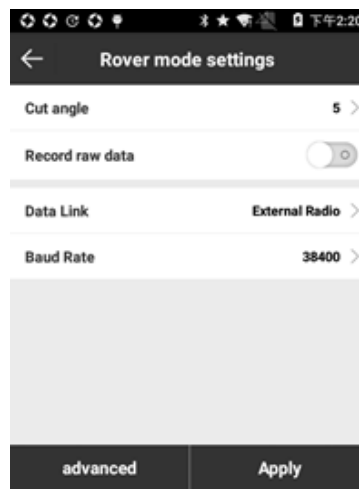 下午2:20
Rover mode settings
Cut angle 5
Record raw data
Data Link External Radio
Baud Rate 38400
advanced Apply